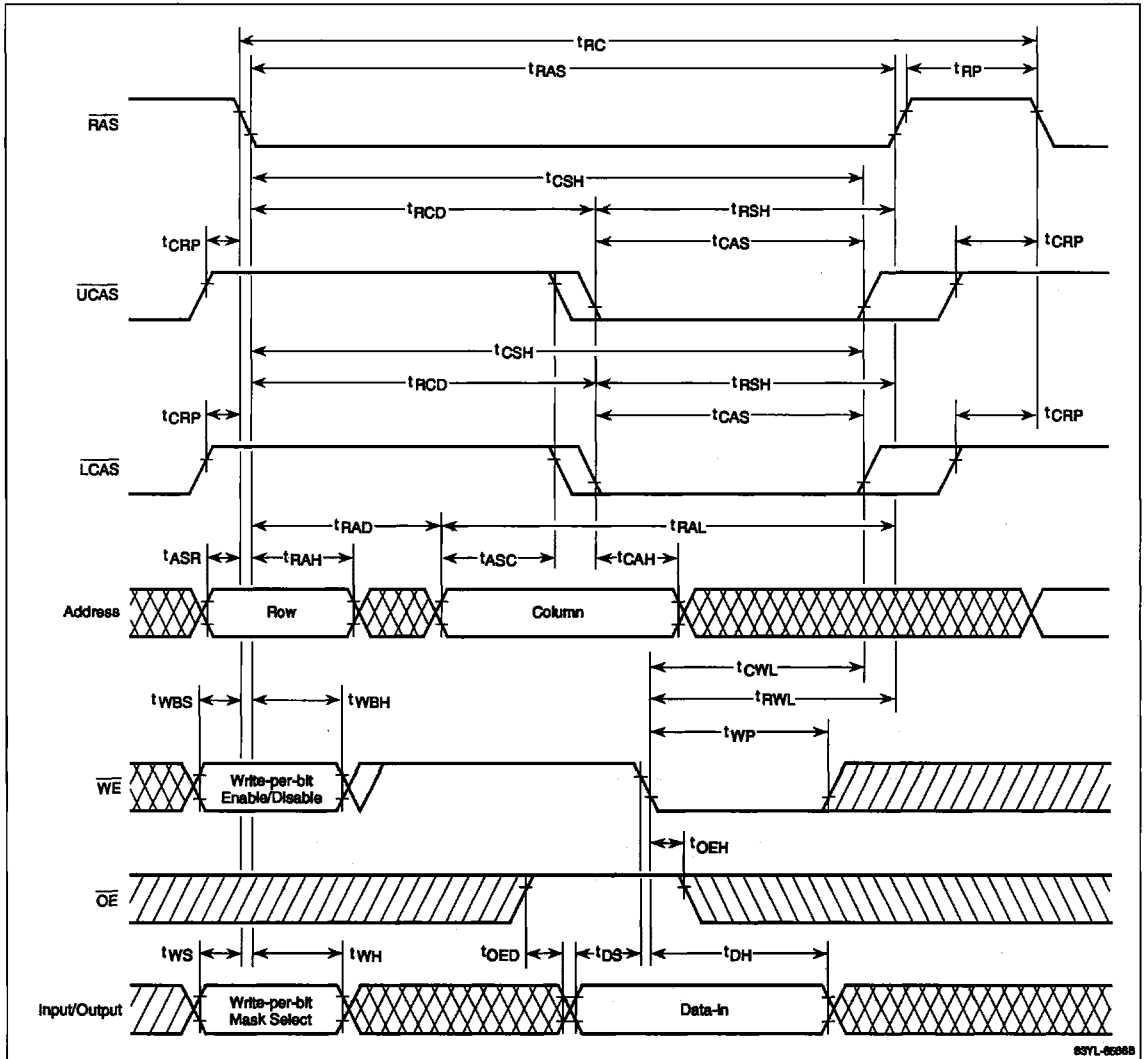 tRC
tRAS
tRP
RAS
tCSH
tRCD
tRSH
tCRP
tCAS
tCRP
UCAS
tCSH
tRCD
tRSH
tCRP
tCAS
tCRP
LCAS
tRAD
tRAL
tASR
tRAH
tASC
tCAH
Address
Row
Column
tCWL
tWBS
tWBH
tRWL
tWP
WE
Write-per-bit
Enable/Disable
tOEH
OE
tWS
tWH
tOED
tDS
tDH
Input/Output
Write-per-bit
Mask Select
Data-In